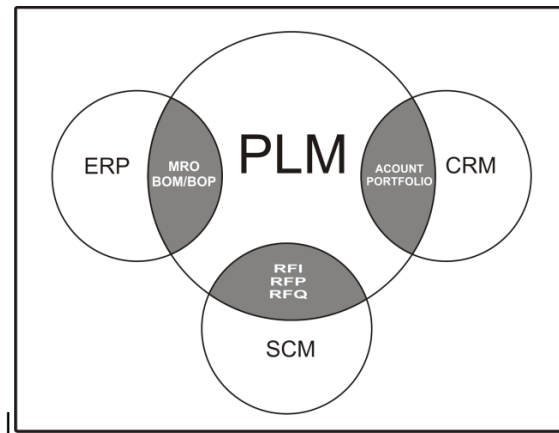 PLM
ERP
MRO
BOM/BOP
ACOUNT
PORTFOLIO
CRM
RFI
RFP
RFQ
SCM